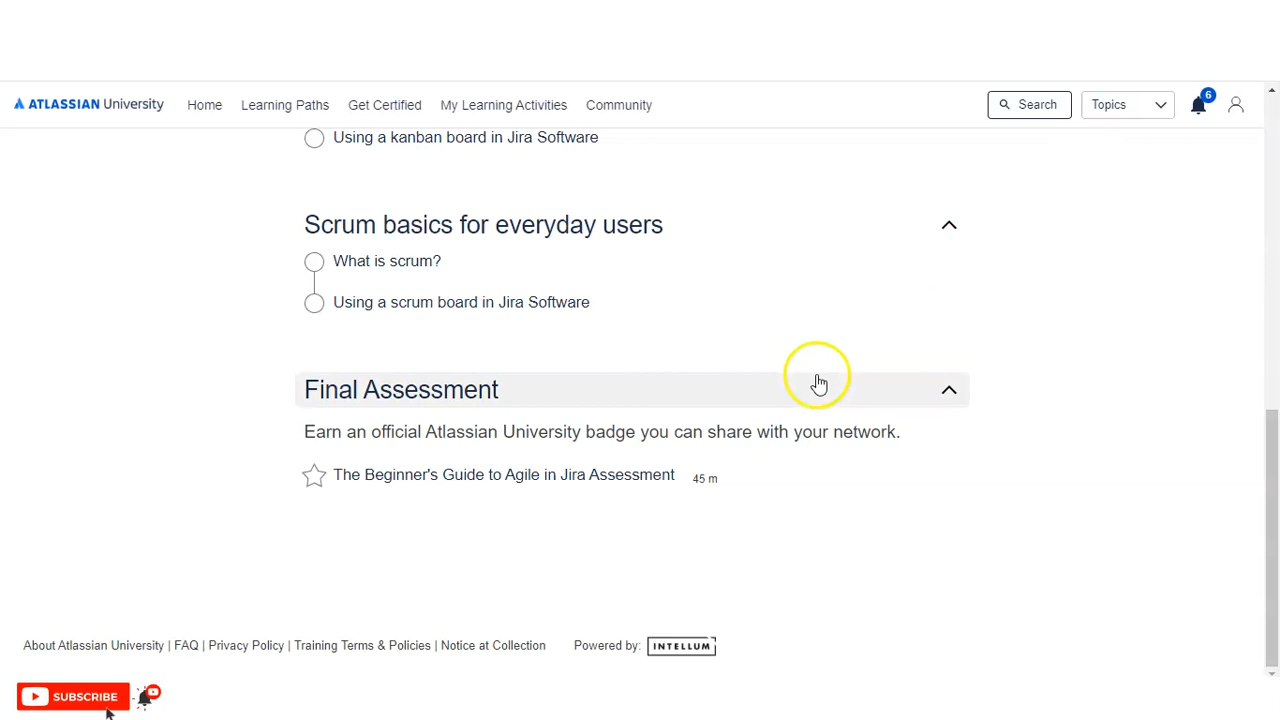 ATLASSIAN University Home Learning Paths Get Certified My Learning Activities Community Search Topics 6
Using a kanban board in Jira Software
Scrum basics for everyday users
What is scrum?
Using a scrum board in Jira Software
Final Assessment
Earn an official Atlassian University badge you can share with your network.
The Beginner's Guide to Agile in Jira Assessment 45 m
About Atlassian University | FAQ | Privacy Policy | Training Terms & Policies | Notice at Collection Powered by: INTELLUM
SUBSCRIBE